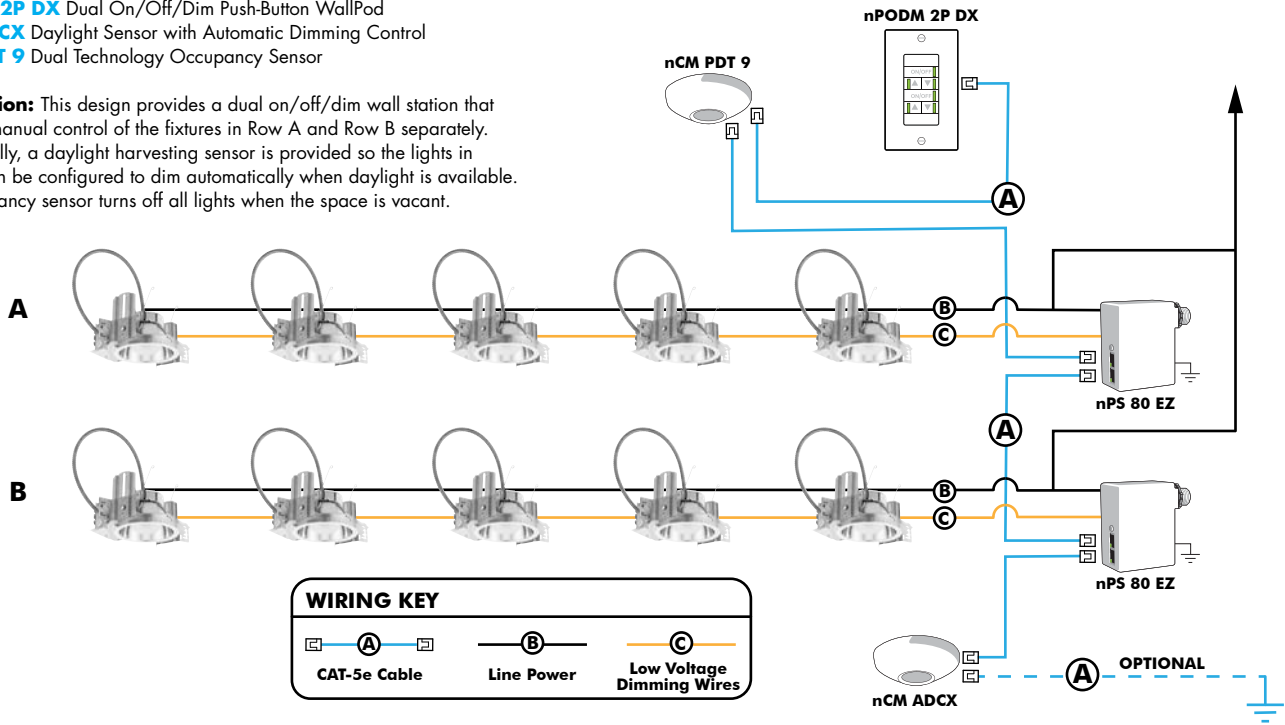 2P DX Dual On/Off/Dim Push-Button WallPod
CX Daylight Sensor with Automatic Dimming Control
T 9 Dual Technology Occupancy Sensor
ion: This design provides a dual on/off/dim wall station that
manual control of the fixtures in Row A and Row B separately.
lly, a daylight harvesting sensor is provided so the lights in
n be configured to dim automatically when daylight is available.
ancy sensor turns off all lights when the space is vacant.
nPODM 2P DX
nCM PDT 9
ON/OFF
ON/OFF
A
A
B
C
nPS 80 EZ
A
B
B
C
nPS 80 EZ
WIRING KEY
A
B
C
CAT-5e Cable
Line Power
Low Voltage
Dimming Wires
nCM ADCX
A
OPTIONAL